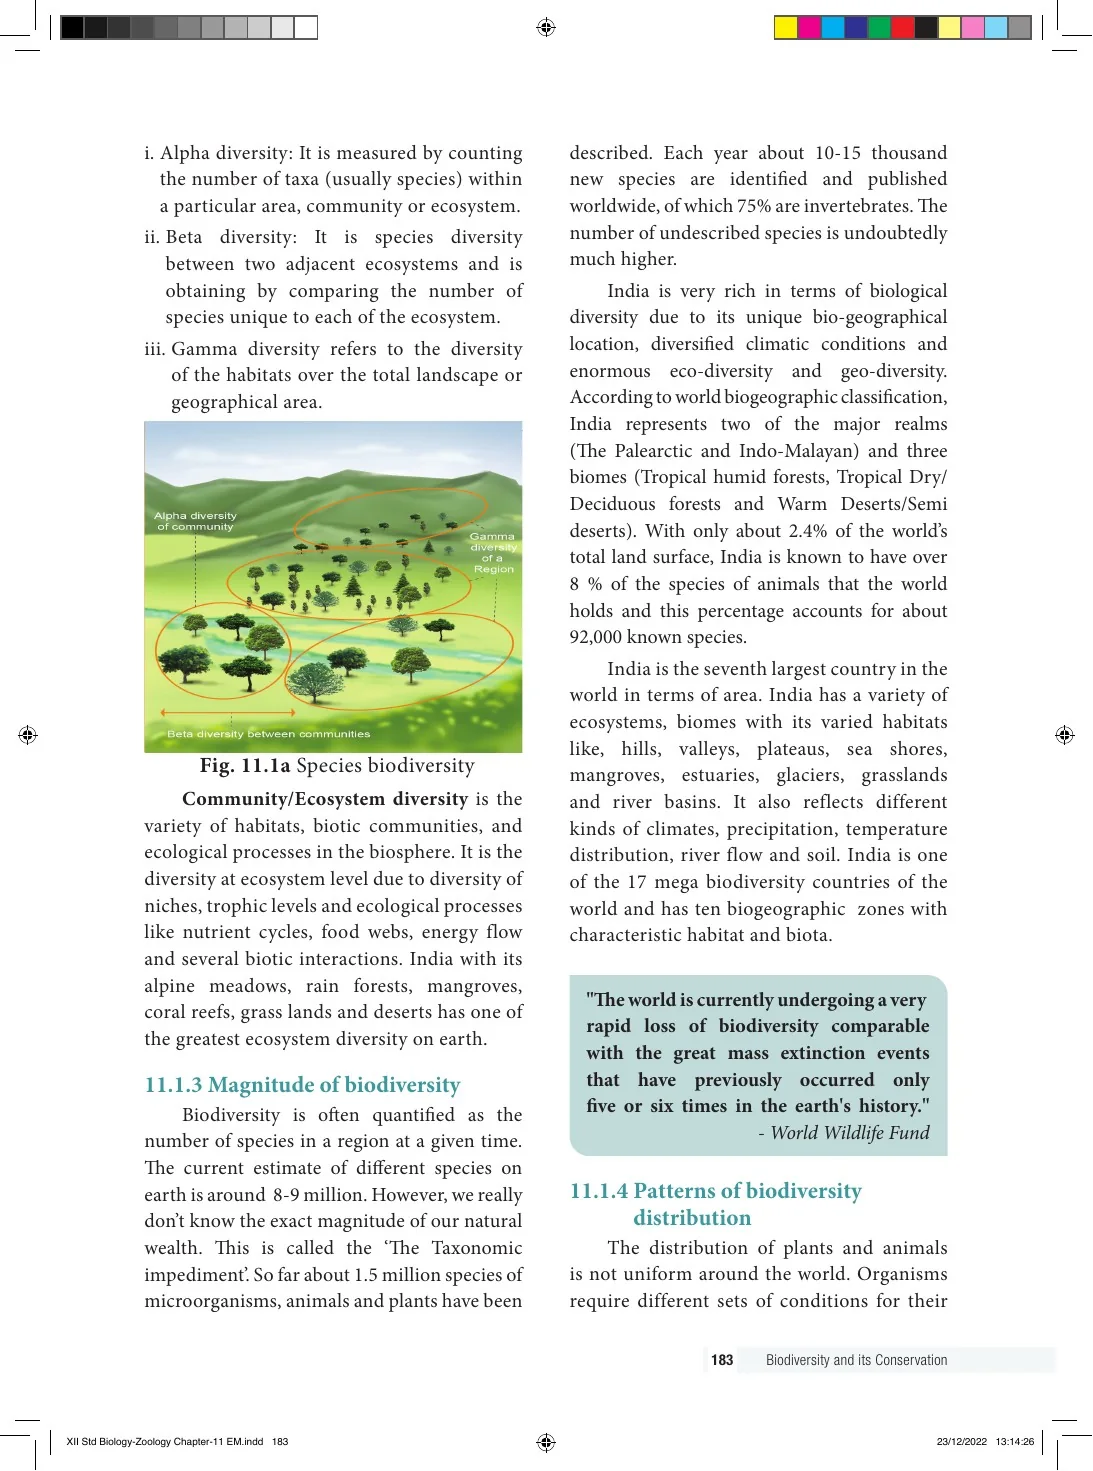 i. Alpha diversity: It is measured by counting
the number of taxa (usually species) within
a particular area, community or ecosystem.
ii. Beta diversity: It is species diversity
between two adjacent ecosystems and is
obtaining by comparing the number of
species unique to each of the ecosystem.
iii. Gamma diversity refers to the diversity
of the habitats over the total landscape or
geographical area.
Alpha diversity
of community
Gamma
diversity
of a
Region
Beta diversity between communities
Fig. 11.1a Species biodiversity
Community/Ecosystem diversity is the
variety of habitats, biotic communities, and
ecological processes in the biosphere. It is the
diversity at ecosystem level due to diversity of
niches, trophic levels and ecological processes
like nutrient cycles, food webs, energy flow
and several biotic interactions. India with its
alpine meadows, rain forests, mangroves,
coral reefs, grass lands and deserts has one of
the greatest ecosystem diversity on earth.
11.1.3 Magnitude of biodiversity
Biodiversity is often quantified as the
number of species in a region at a given time.
The current estimate of different species on
earth is around 8-9 million. However, we really
don’t know the exact magnitude of our natural
wealth. This is called the ‘The Taxonomic
impediment’. So far about 1.5 million species of
microorganisms, animals and plants have been
described. Each year about 10-15 thousand
new species are identified and published
worldwide, of which 75% are invertebrates. The
number of undescribed species is undoubtedly
much higher.
India is very rich in terms of biological
diversity due to its unique bio-geographical
location, diversified climatic conditions and
enormous eco-diversity and geo-diversity.
According to world biogeographic classification,
India represents two of the major realms
(The Palearctic and Indo-Malayan) and three
biomes (Tropical humid forests, Tropical Dry/
Deciduous forests and Warm Deserts/Semi
deserts). With only about 2.4% of the world’s
total land surface, India is known to have over
8 % of the species of animals that the world
holds and this percentage accounts for about
92,000 known species.
India is the seventh largest country in the
world in terms of area. India has a variety of
ecosystems, biomes with its varied habitats
like, hills, valleys, plateaus, sea shores,
mangroves, estuaries, glaciers, grasslands
and river basins. It also reflects different
kinds of climates, precipitation, temperature
distribution, river flow and soil. India is one
of the 17 mega biodiversity countries of the
world and has ten biogeographic zones with
characteristic habitat and biota.
"The world is currently undergoing a very
rapid loss of biodiversity comparable
with the great mass extinction events
that have previously occurred only
five or six times in the earth's history."
- World Wildlife Fund
11.1.4 Patterns of biodiversity
distribution
The distribution of plants and animals
is not uniform around the world. Organisms
require different sets of conditions for their
183 Biodiversity and its Conservation
XII Std Biology-Zoology Chapter-11 EM.indd 183
23/12/2022 13:14:26